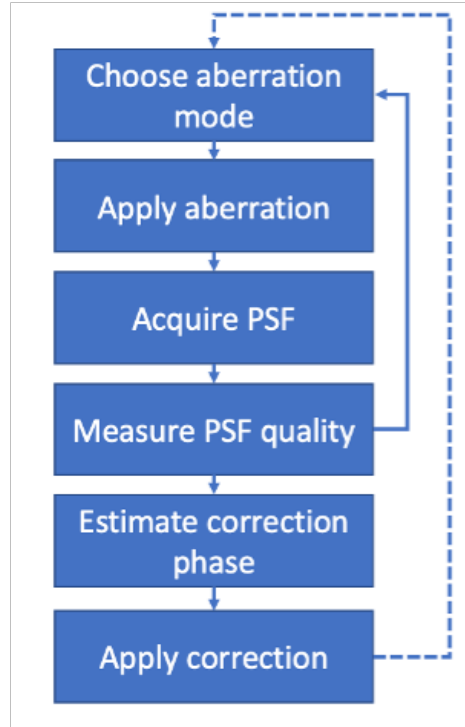 Choose aberration
mode
Apply aberration
Acquire PSF
Measure PSF quality
Estimate correction
phase
Apply correction